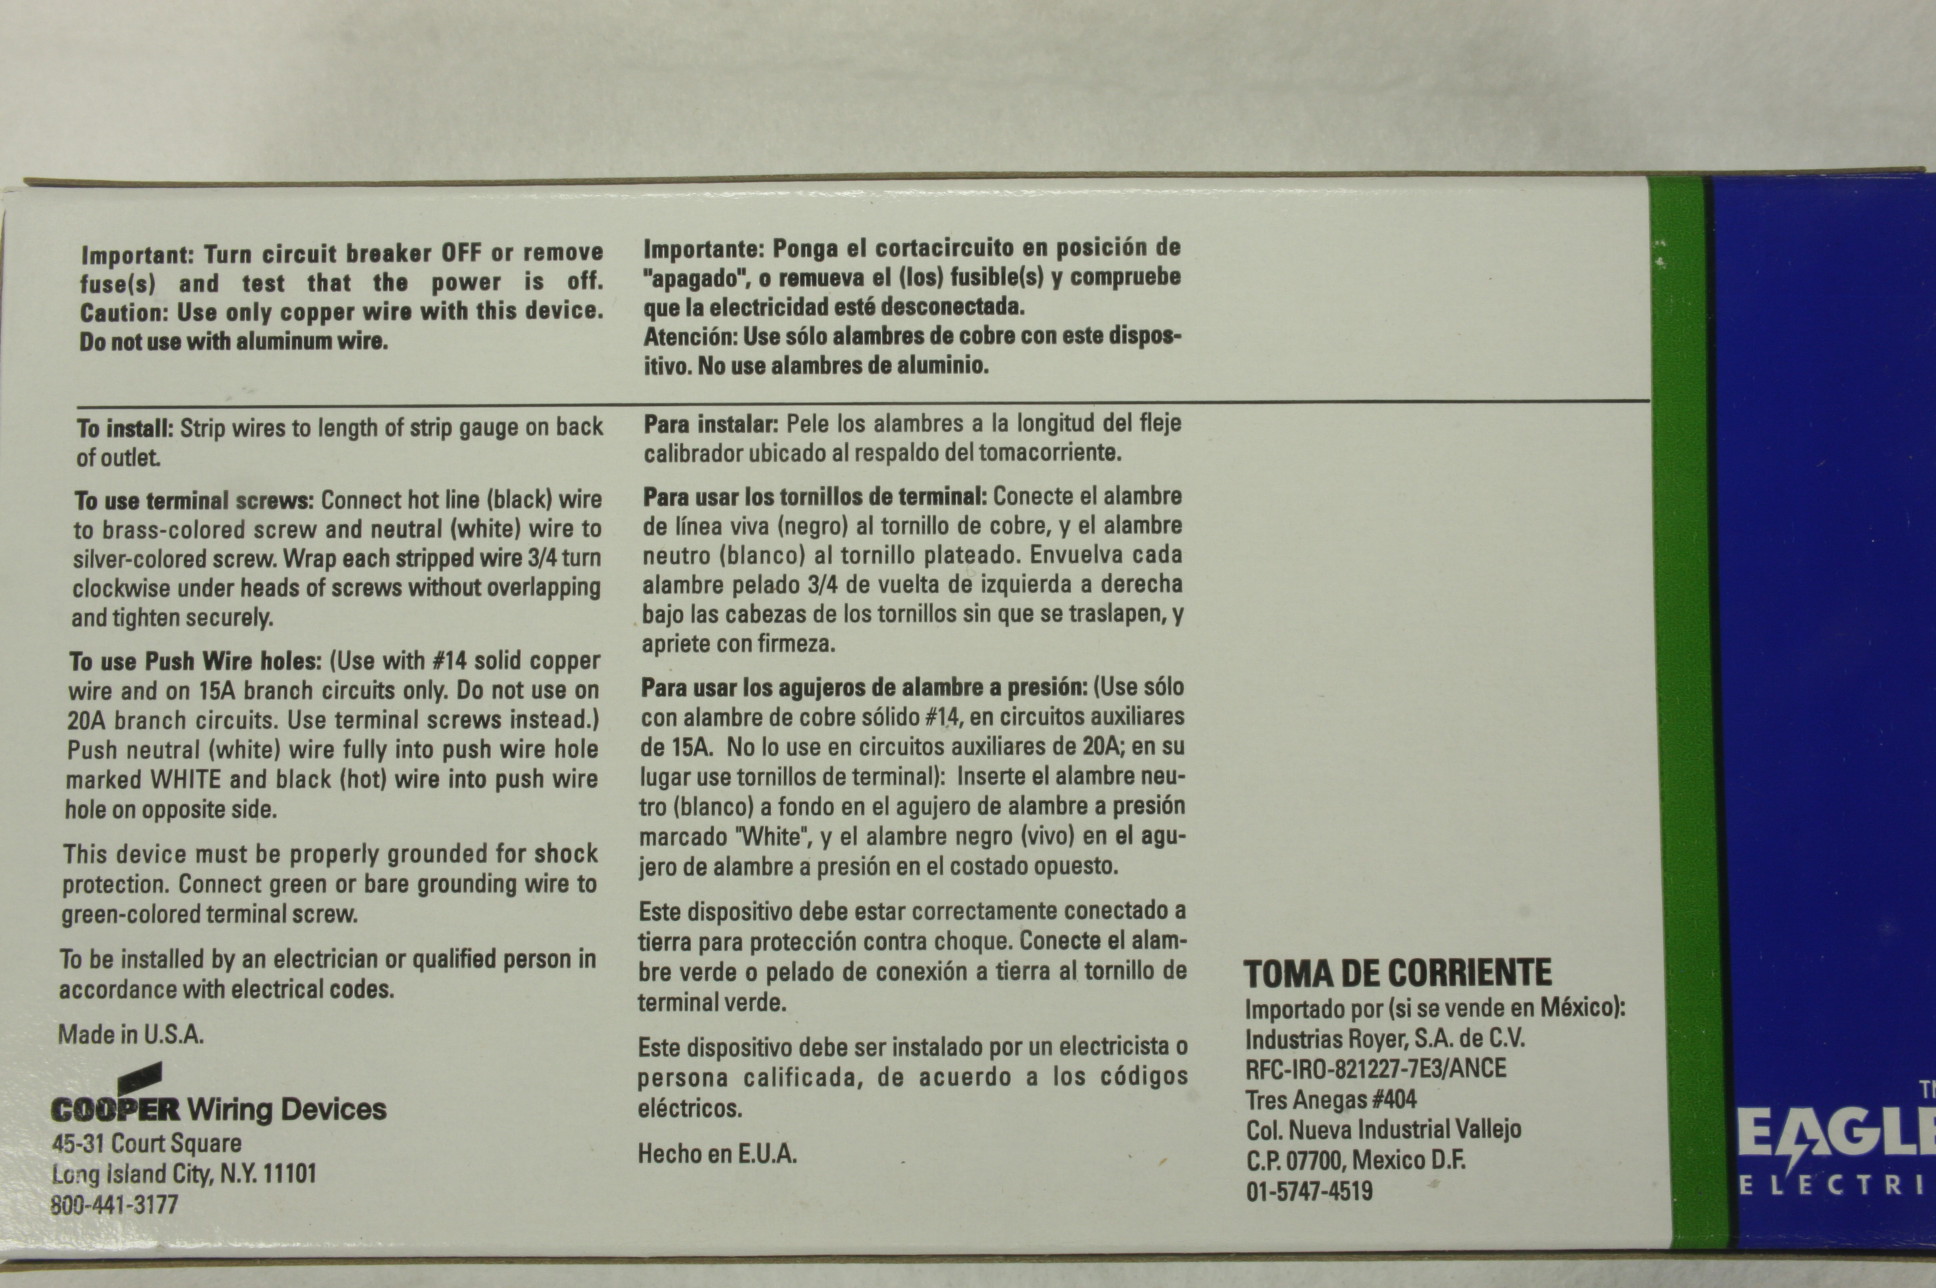 Important: Turn circuit breaker OFF or remove
fuse(s) and test that the power is off.
Caution: Use only copper wire with this device.
Do not use with aluminum wire.
To install: Strip wires to length of strip gauge on back
of outlet.
To use terminal screws: Connect hot line (black) wire
to brass-colored screw and neutral (white) wire to
silver-colored screw. Wrap each stripped wire 3/4 turn
clockwise under heads of screws without overlapping
and tighten securely.
To use Push Wire holes: (Use with #14 solid copper
wire and on 15A branch circuits only. Do not use on
20A branch circuits. Use terminal screws instead.)
Push neutral (white) wire fully into push wire hole
marked WHITE and black (hot) wire into push wire
hole on opposite side.
This device must be properly grounded for shock
protection. Connect green or bare grounding wire to
green-colored terminal screw.
To be installed by an electrician or qualified person in
accordance with electrical codes.
Made in U.S.A.
COOPER Wiring Devices
45-31 Court Square
Long Island City, N.Y. 11101
800-441-3177
Importante: Ponga el cortacircuito en posición de
"apagado", o remueva el (los) fusible(s) y compruebe
que la electricidad esté desconectada.
Atención: Use sólo alambres de cobre con este dispos-
itivo. No use alambres de aluminio.
Para instalar: Pele los alambres a la longitud del fleje
calibrador ubicado al respaldo del tomacorriente.
Para usar los tornillos de terminal: Conecte el alambre
de línea viva (negro) al tornillo de cobre, y el alambre
neutro (blanco) al tornillo plateado. Envuelva cada
alambre pelado 3/4 de vuelta de izquierda a derecha
bajo las cabezas de los tornillos sin que se traslapen, y
apriete con firmeza.
Para usar los agujeros de alambre a presión: (Use sólo
con alambre de cobre sólido #14, en circuitos auxiliares
de 15A. No lo use en circuitos auxiliares de 20A; en su
lugar use tornillos de terminal): Inserte el alambre neu-
tro (blanco) a fondo en el agujero de alambre a presión
marcado "White", y el alambre negro (vivo) en el agu-
jero de alambre a presión en el costado opuesto.
Este dispositivo debe estar correctamente conectado a
tierra para protección contra choque. Conecte el alam-
bre verde o pelado de conexión a tierra al tornillo de
terminal verde.
Este dispositivo debe ser instalado por un electricista o
persona calificada, de acuerdo a los códigos
eléctricos.
Hecho en E.U.A.
TOMA DE CORRIENTE
Importado por (si se vende en México):
Industrias Royer, S.A. de C.V.
RFC-IRO-821227-7E3/ANCE
Tres Anegas #404
Col. Nueva Industrial Vallejo
C.P. 07700, Mexico D.F.
01-5747-4519
EAGLE
ELECTRI